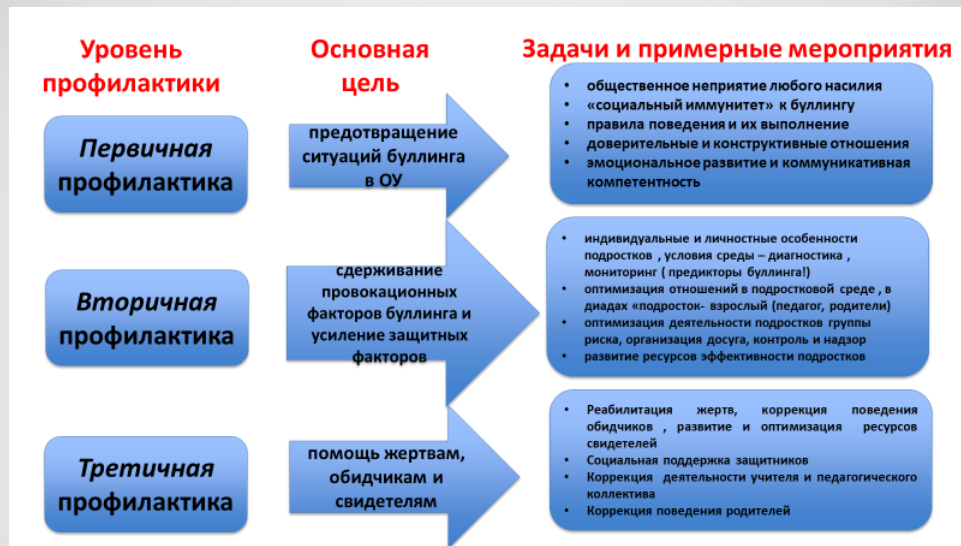 Уровень
профилактики
Основная
цель
Задачи и примерные мероприятия
Первичная
профилактика
предотвращение
ситуаций буллинга
в ОУ
• общественное неприятие любого насилия
• «социальный иммунитет» к буллингу
• правила поведения и их выполнение
• доверительные и конструктивные отношения
• эмоциональное развитие и коммуникативная
компетентность
Вторичная
профилактика
сдерживание
провокационных
факторов буллинга и
усиление защитных
факторов
• индивидуальные и личностные особенности
подростков , условия среды – диагностика ,
мониторинг ( предикторы буллинга!)
• оптимизация отношений в подростковой среде , в
диадах «подросток- взрослый (педагог, родители)
• оптимизация деятельности подростков группы
риска, организация досуга, контроль и надзор
• развитие ресурсов эффективности подростков
Третичная
профилактика
помощь жертвам,
обидчикам и
свидетелям
• Реабилитация жертв, коррекция поведения
обидчиков , развитие и оптимизация ресурсов
свидетелей
• Социальная поддержка защитников
• Коррекция деятельности учителя и педагогического
коллектива
• Коррекция поведения родителей